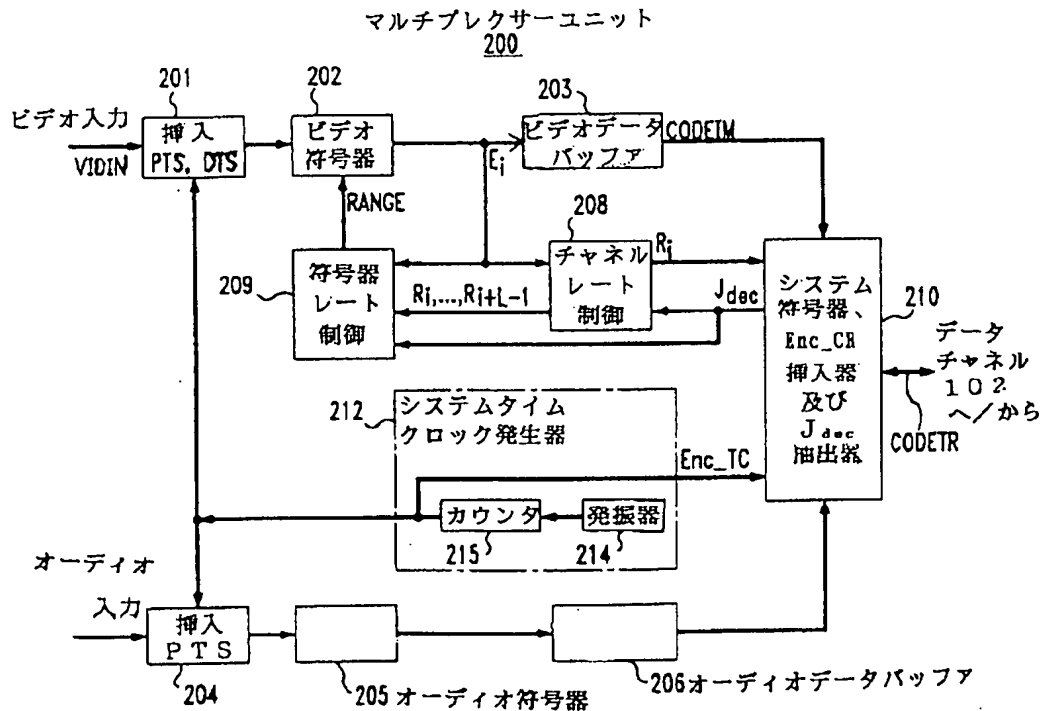 マルチプレクサーユニット
200
201
202
203
ビデオ入力
VIDIN
挿入
PTS, DTS
ビデオ
符号器
Ei
ビデオデータ
バッファ
CODETM
RANGE
208
209
符号器
レート
制御
Ri,...,Ri+L-1
チャネル
レート
制御
Ri
Jdec
システム
符号器、
Enc_CR
挿入器
及び
Jdec
抽出器
210
データ
チャネル
102
へ/から
CODETR
212
システムタイム
クロック発生器
Enc_TC
カウンタ
発振器
215
214
オーディオ
入力
挿入
PTS
204
205 オーディオ符号器
206 オーディオデータバッファ